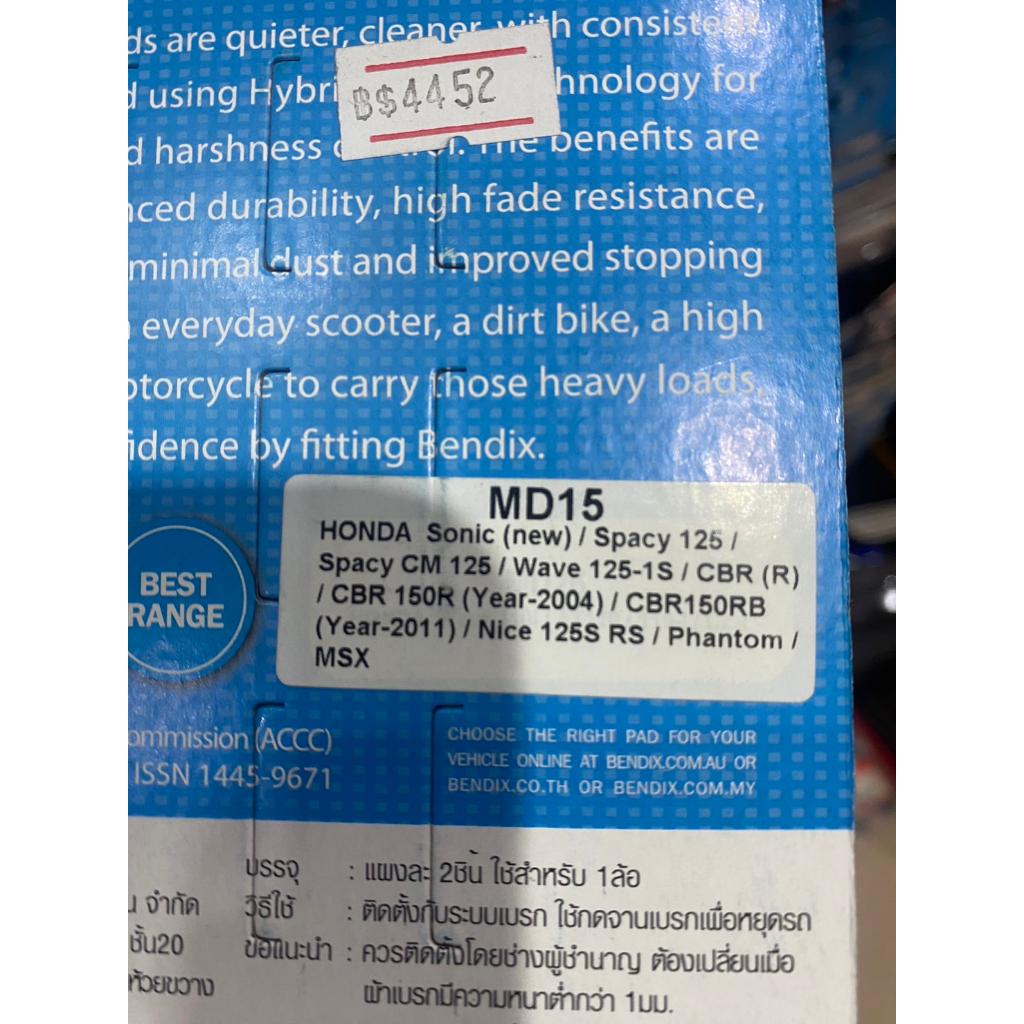 ds are quieter, cleaner with consistent
using Hybri hnology for
฿$4452
d harshness control. The benefits are
nced durability, high fade resistance,
minimal dust and improved stopping
everyday scooter, a dirt bike, a high
otorcycle to carry those heavy loads,
fidence by fitting Bendix.
MD15
HONDA Sonic (new) / Spacy 125 /
Spacy CM 125 / Wave 125-1S / CBR (R)
/ CBR 150R (Year-2004) / CBR150RB
(Year-2011) / Nice 125S RS / Phantom /
MSX
BEST
RANGE
ommission (ACCC)
ISSN 1445-9671
CHOOSE THE RIGHT PAD FOR YOUR
VEHICLE ONLINE AT BENDIX.COM.AU OR
BENDIX.CO.TH OR BENDIX.COM.MY
บรรจุ : แผงละ 2ชิ้น ใช้สำหรับ 1ล้อ
น จำกัด วิธีใช้ : ติดตั้งกับระบบเบรก ใช้กดจานเบรกเพื่อหยุดรถ
ชั้น20 ข้อแนะนำ : ควรติดตั้งโดยช่างผู้ชำนาญ ต้องเปลี่ยนเมื่อ
ห้วยขวาง ผ้าเบรกมีความหนาต่ำกว่า 1มม.